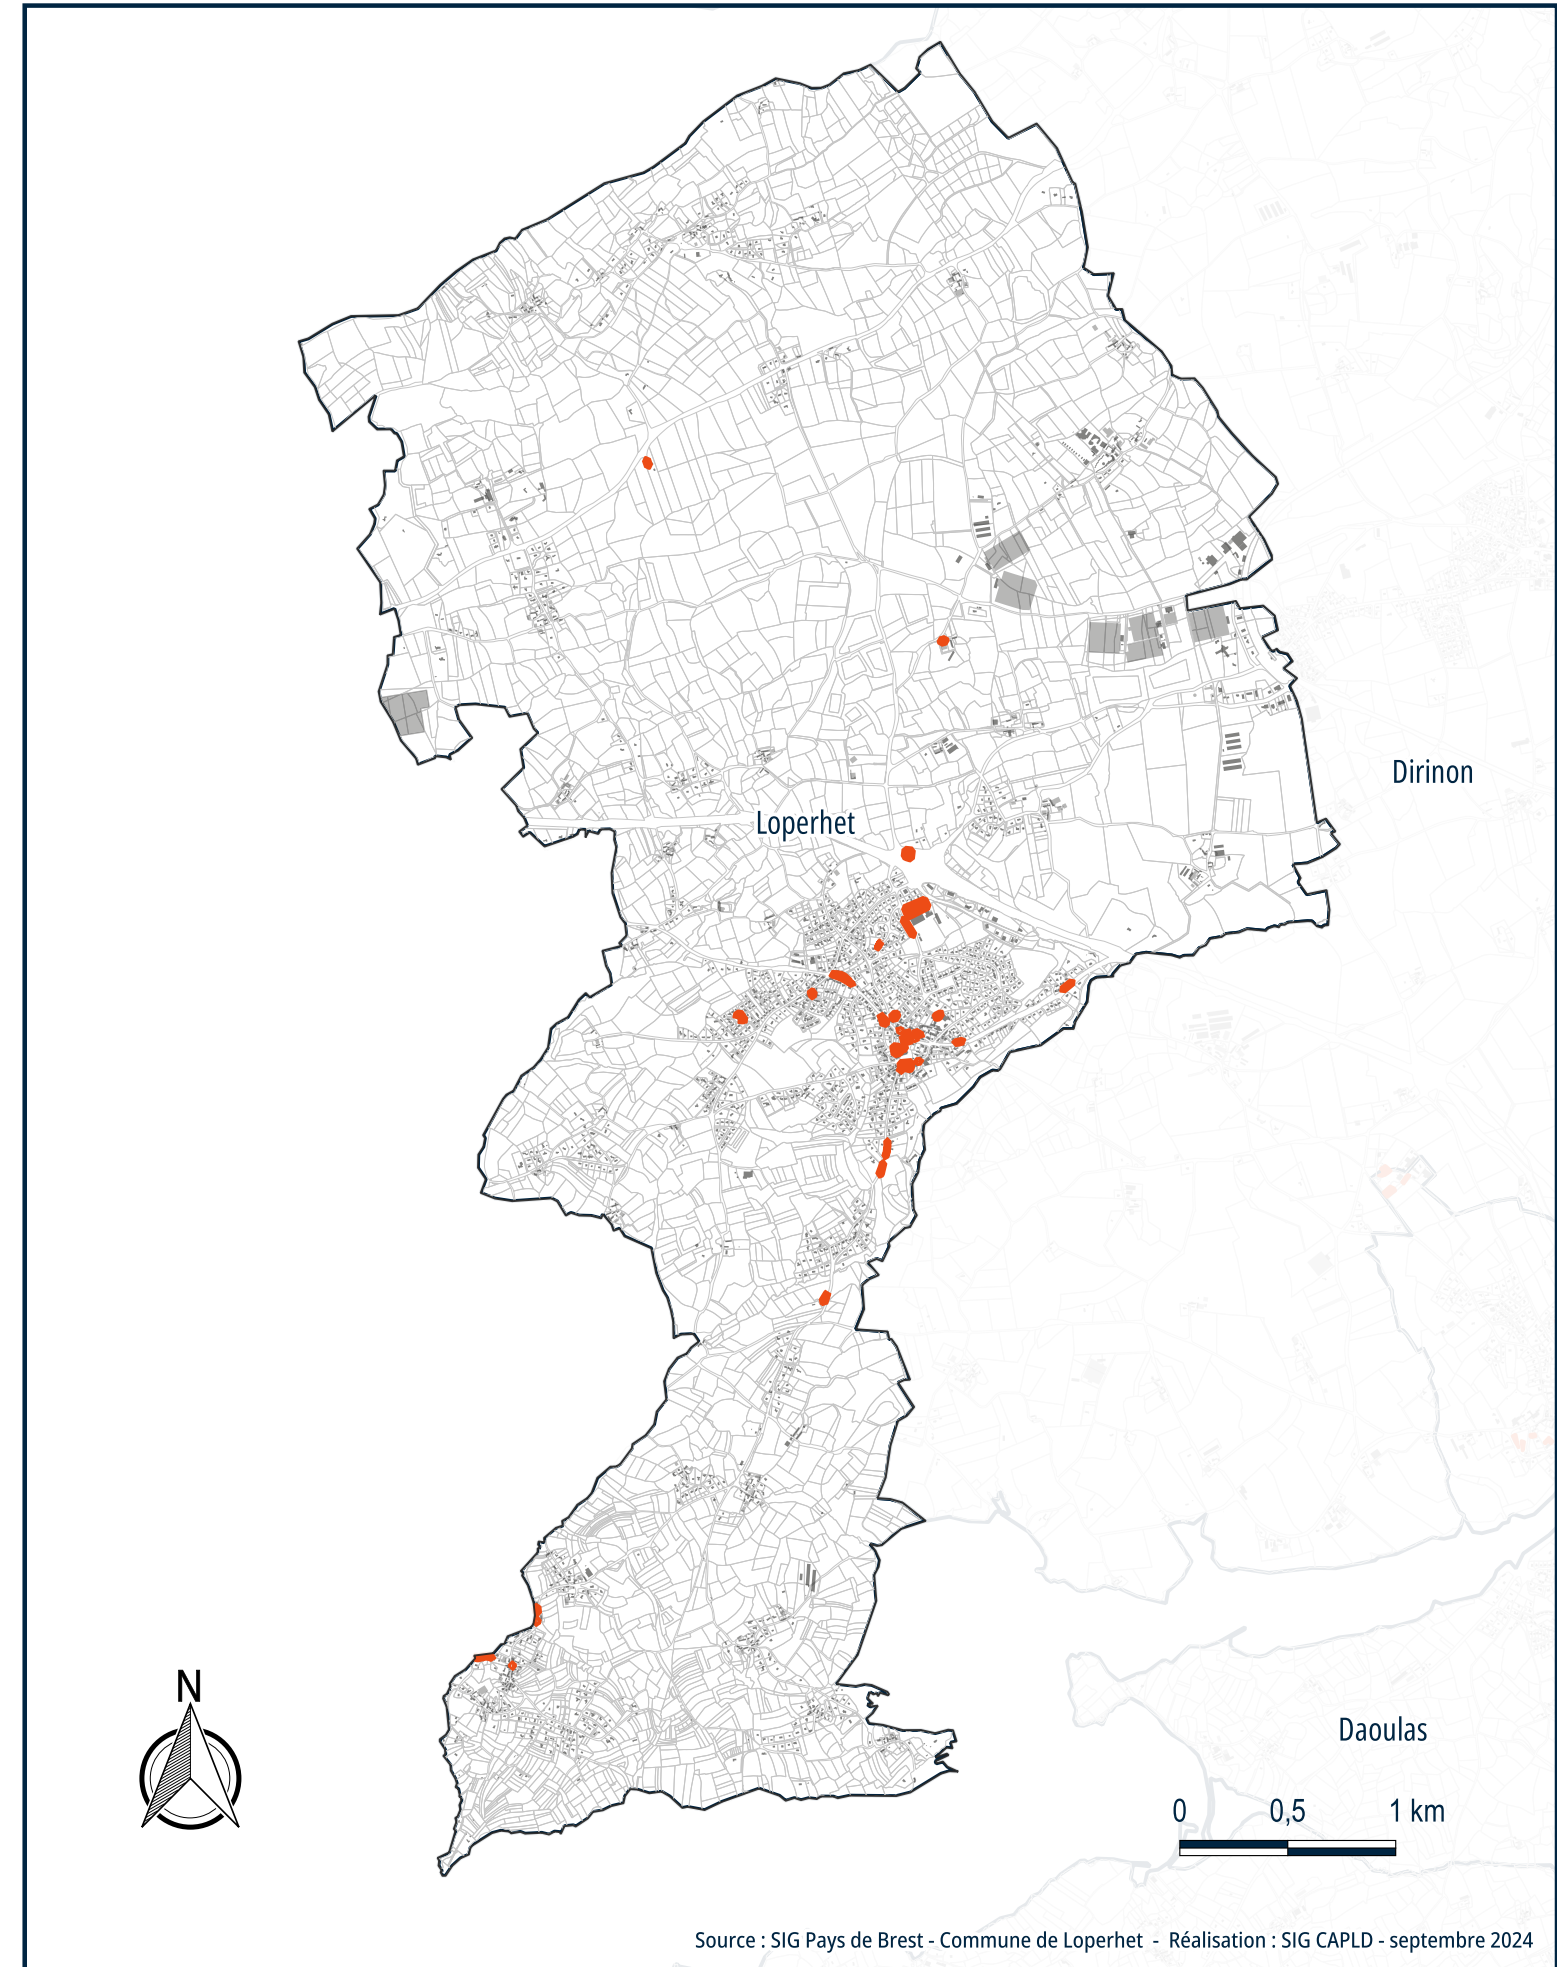 Dirinon
Loperhet
N
Daoulas
0 0,5 1 km
Source : SIG Pays de Brest - Commune de Loperhet - Réalisation : SIG CAPLD - septembre 2024